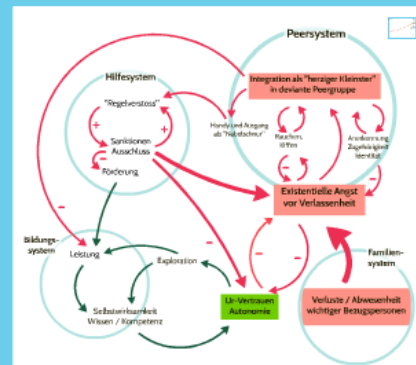 Peersystem
Hilfesystem
Integration als "herziger Kleinster"
in deviante Peergruppe
"Regelverstoss"
+
+
Handy und Ausgang
als "Nabelschnur"
Rauchen,
kiffen
Anerkennung
Zugehörigkeit
Identität
Sanktionen
Ausschluss
–
Förderung
–
–
Existentielle Angst
vor Verlassenheit
–
–
Bildungs-
system
Leistung
Exploration
–
–
Familien-
system
Selbstwirksamkeit
Wissen / Kompetenz
Ur-Vertrauen
Autonomie
Verluste / Abwesenheit
wichtiger Bezugspersonen